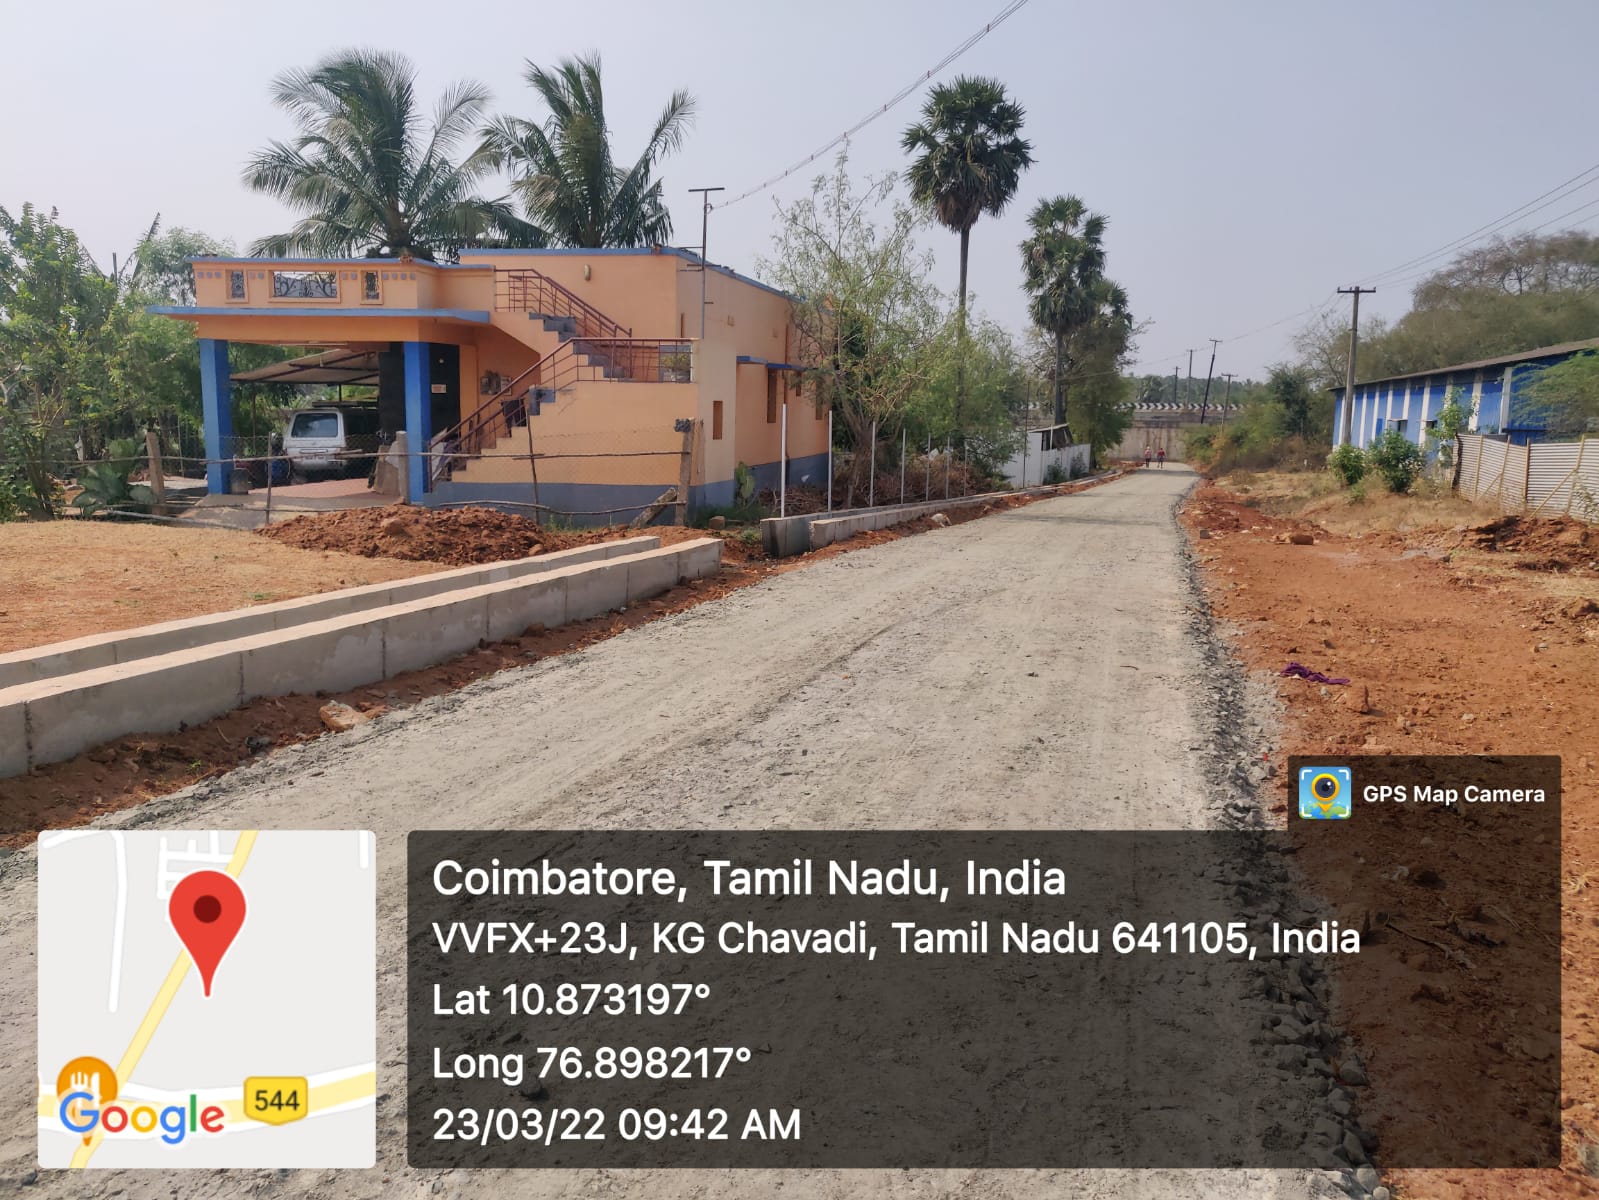 GPS Map Camera
Coimbatore, Tamil Nadu, India
VVFX+23J, KG Chavadi, Tamil Nadu 641105, India
Lat 10.873197°
Long 76.898217°
23/03/22 09:42 AM
544
Google